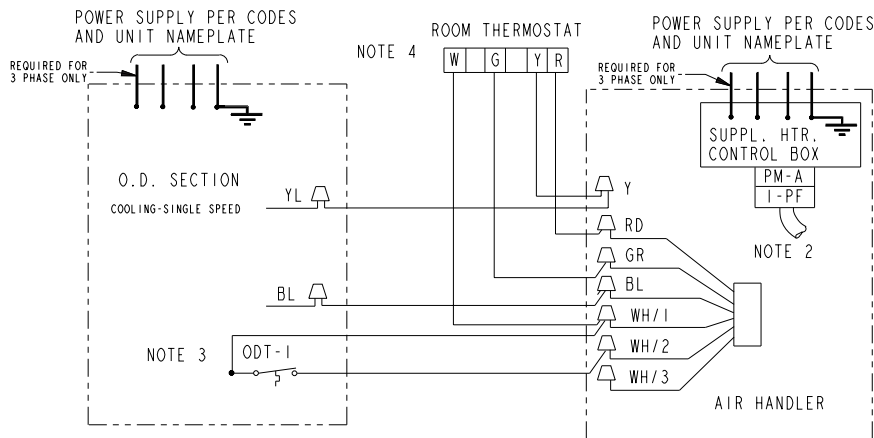 POWER SUPPLY PER CODES
AND UNIT NAMEPLATE
REQUIRED FOR
3 PHASE ONLY
NOTE 4
ROOM THERMOSTAT
W G Y R
POWER SUPPLY PER CODES
AND UNIT NAMEPLATE
REQUIRED FOR
3 PHASE ONLY
SUPPL. HTR.
CONTROL BOX
PM-A
1-PF
NOTE 2
O.D. SECTION
COOLING-SINGLE SPEED
YL
Y
RD
GR
BL
BL
WH/1
WH/2
WH/3
NOTE 3
ODT-1
AIR HANDLER